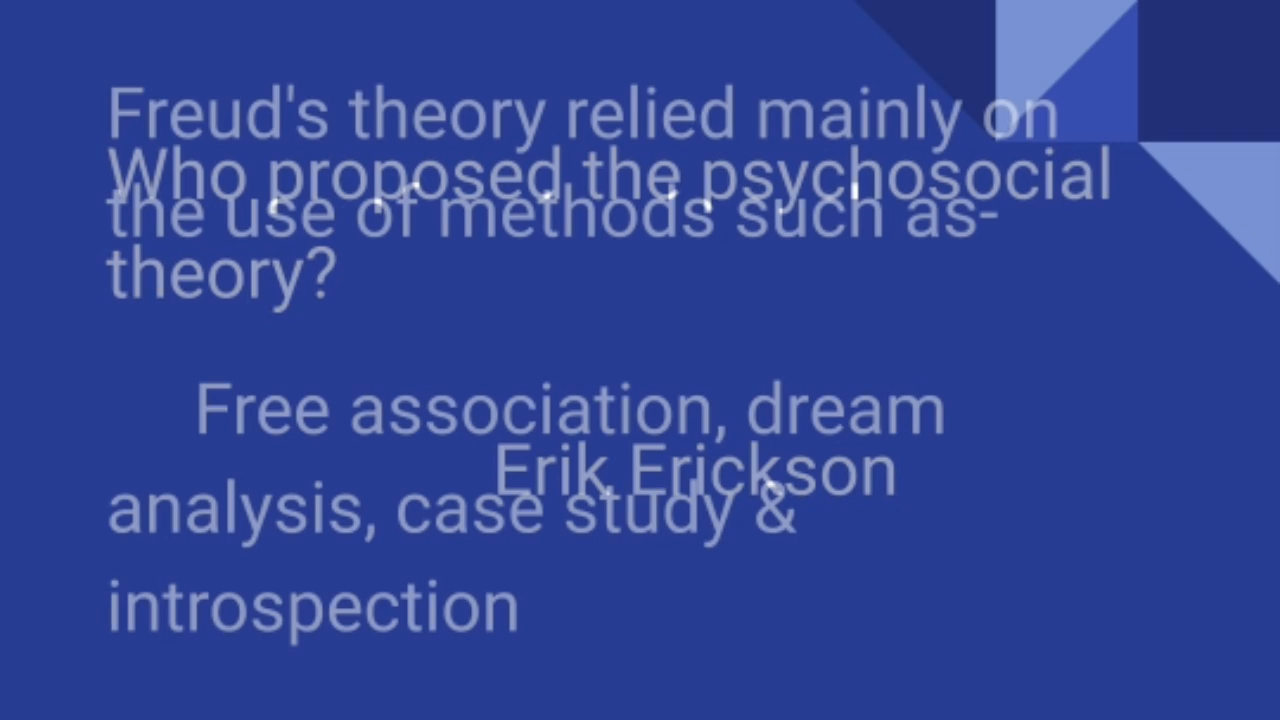 Freud's theory relied mainly on
Who proposed the psychosocial
the use of methods such as-
theory?
Free association, dream
Erik Erickson
analysis, case study &
introspection